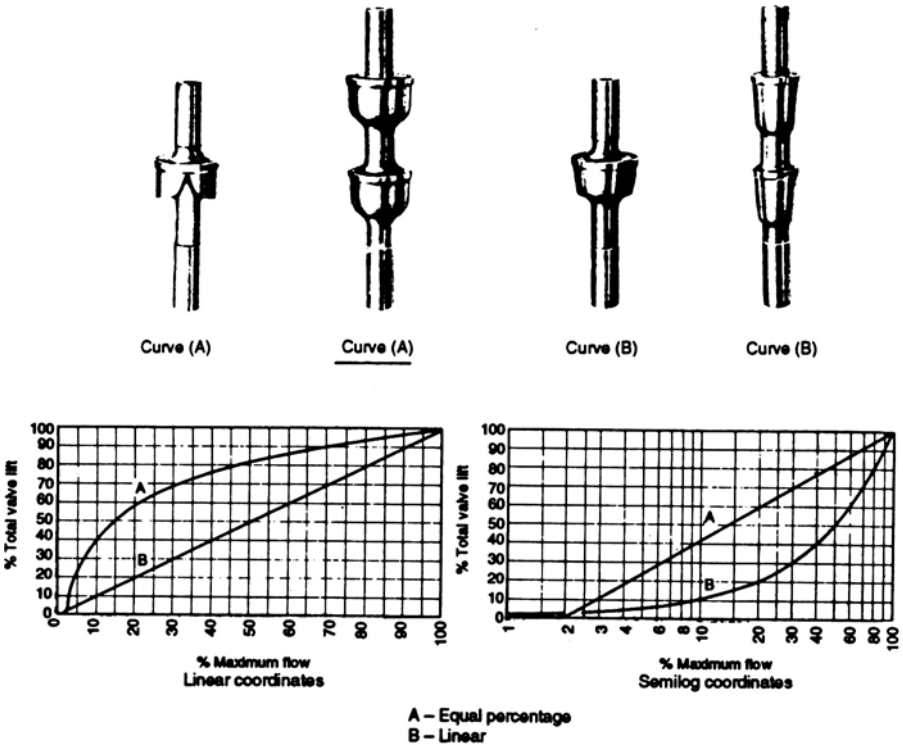 Curve (A)
Curve (A)
Curve (B)
Curve (B)
% Total valve lift
100
90
80
70
60
50
40
30
20
10
0
A
B
0
10
20
30
40
50
60
70
80
90
100
% Maximum flow
Linear coordinates
% Total valve lift
100
90
80
70
60
50
40
30
20
10
0
A
B
1
2
3
4
6
8
10
20
30
40
60
80
100
% Maximum flow
Semilog coordinates
A – Equal percentage
B – Linear